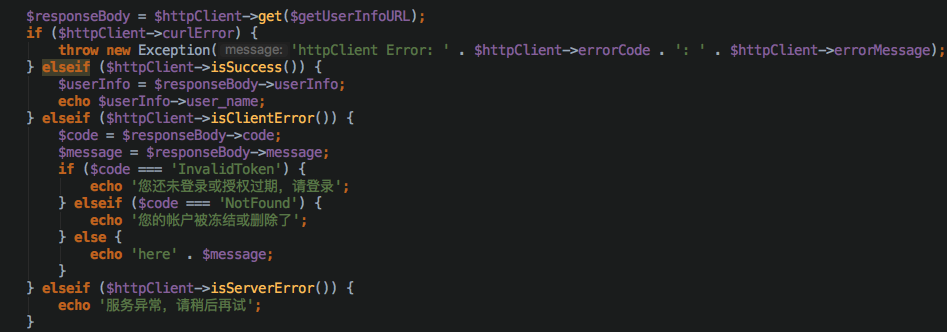 $responseBody = $httpClient->get($getUserInfoURL);
if ($httpClient->curlError) {
    throw new Exception( message: 'httpClient Error: ' . $httpClient->errorCode . ': ' . $httpClient->errorMessage);
} elseif ($httpClient->isSuccess()) {
    $userInfo = $responseBody->userInfo;
    echo $userInfo->user_name;
} elseif ($httpClient->isClientError()) {
    $code = $responseBody->code;
    $message = $responseBody->message;
    if ($code === 'InvalidToken') {
        echo '您还未登录或授权过期，请登录';
    } elseif ($code === 'NotFound') {
        echo '您的帐户被冻结或删除了';
    } else {
        echo 'here' . $message;
    }
} elseif ($httpClient->isServerError()) {
    echo '服务异常，请稍后再试';
}